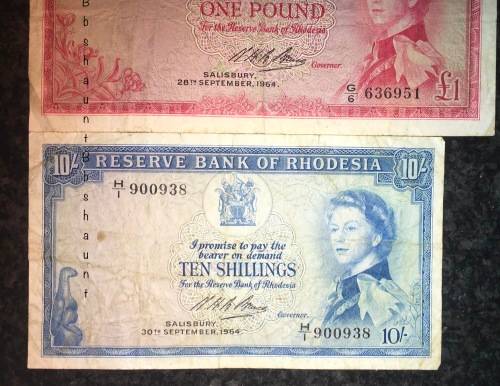 ONE POUND
For the Reserve Bank of Rhodesia
Governor.
SALISBURY.
28TH SEPTEMBER, 1964.
G/6 636951
£1
10/- RESERVE BANK OF RHODESIA 10/-
H/1 900938
I promise to pay the
bearer on demand
TEN SHILLINGS
For the Reserve Bank of Rhodesia
Governor.
SALISBURY.
30TH SEPTEMBER, 1964.
H/1 900938
10/-
Bbshaunt Bbshaunt